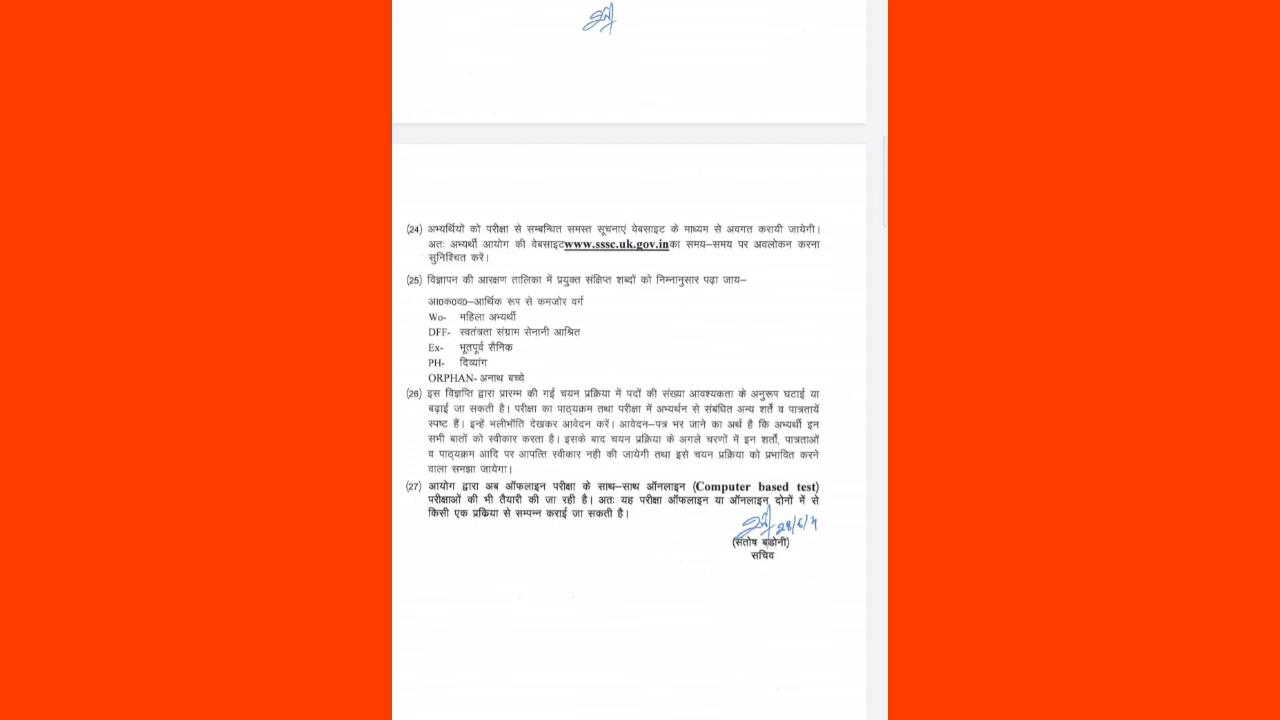 (24) अभ्यर्थियों को परीक्षा से सम्बन्धित समस्त सूचनाएं वेबसाइट के माध्यम से अवगत करायी जायेगी।
अतः अभ्यर्थी आयोग की वेबसाइटwww.sssc.uk.gov.inका समय–समय पर अवलोकन करना
सुनिश्चित करें।
(25) विज्ञापन की आरक्षण तालिका में प्रयुक्त संक्षिप्त शब्दों को निम्नानुसार पढ़ा जाय–
आ0क0व0–आर्थिक रूप से कमजोर वर्ग
Wo- महिला अभ्यर्थी
DFF- स्वतंत्रता संग्राम सेनानी आश्रित
Ex- भूतपूर्व सैनिक
PH- दिव्यांग
ORPHAN- अनाथ बच्चे
(26) इस विज्ञप्ति द्वारा प्रारम्भ की गई चयन प्रक्रिया में पदों की संख्या आवश्यकता के अनुरूप घटाई या
बढ़ाई जा सकती है। परीक्षा का पाठ्यक्रम तथा परीक्षा में अभ्यर्थन से संबंधित अन्य शर्तें व पात्रतायें
स्पष्ट हैं। इन्हें भलीभाँति देखकर आवेदन करें। आवेदन–पत्र भर जाने का अर्थ है कि अभ्यर्थी इन
सभी बातों को स्वीकार करता है। इसके बाद चयन प्रक्रिया के अगले चरणों में इन शर्तो, पात्रताओं
व पाठ्यक्रम आदि पर आपत्ति स्वीकार नही की जायेगी तथा इसे चयन प्रक्रिया को प्रभावित करने
वाला समझा जायेगा।
(27) आयोग द्वारा अब ऑफलाइन परीक्षा के साथ–साथ ऑनलाइन (Computer based test)
परीक्षाओं की भी तैयारी की जा रही है। अतः यह परीक्षा ऑफलाइन या ऑनलाइन दोनों में से
किसी एक प्रकिया से सम्पन्न कराई जा सकती है।
(संतोष बडोनी)
सचिव